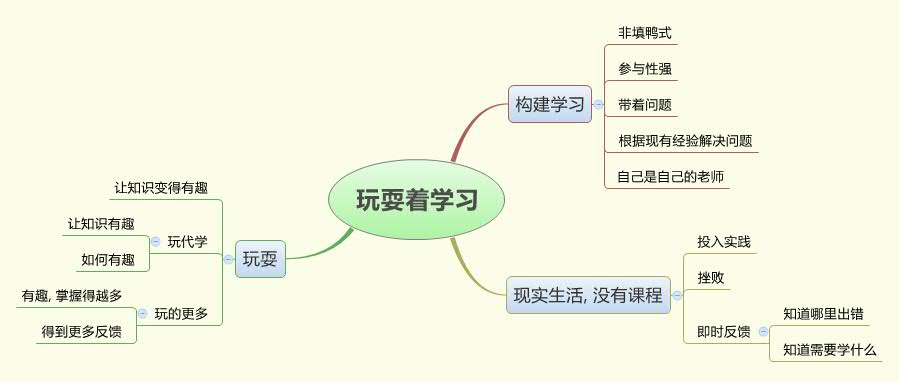 玩耍着学习
构建学习
非填鸭式
参与性强
带着问题
根据现有经验解决问题
自己是自己的老师
现实生活, 没有课程
投入实践
挫败
即时反馈
知道哪里出错
知道需要学什么
玩耍
让知识变得有趣
玩代学
让知识有趣
如何有趣
玩的更多
有趣, 掌握得越多
得到更多反馈